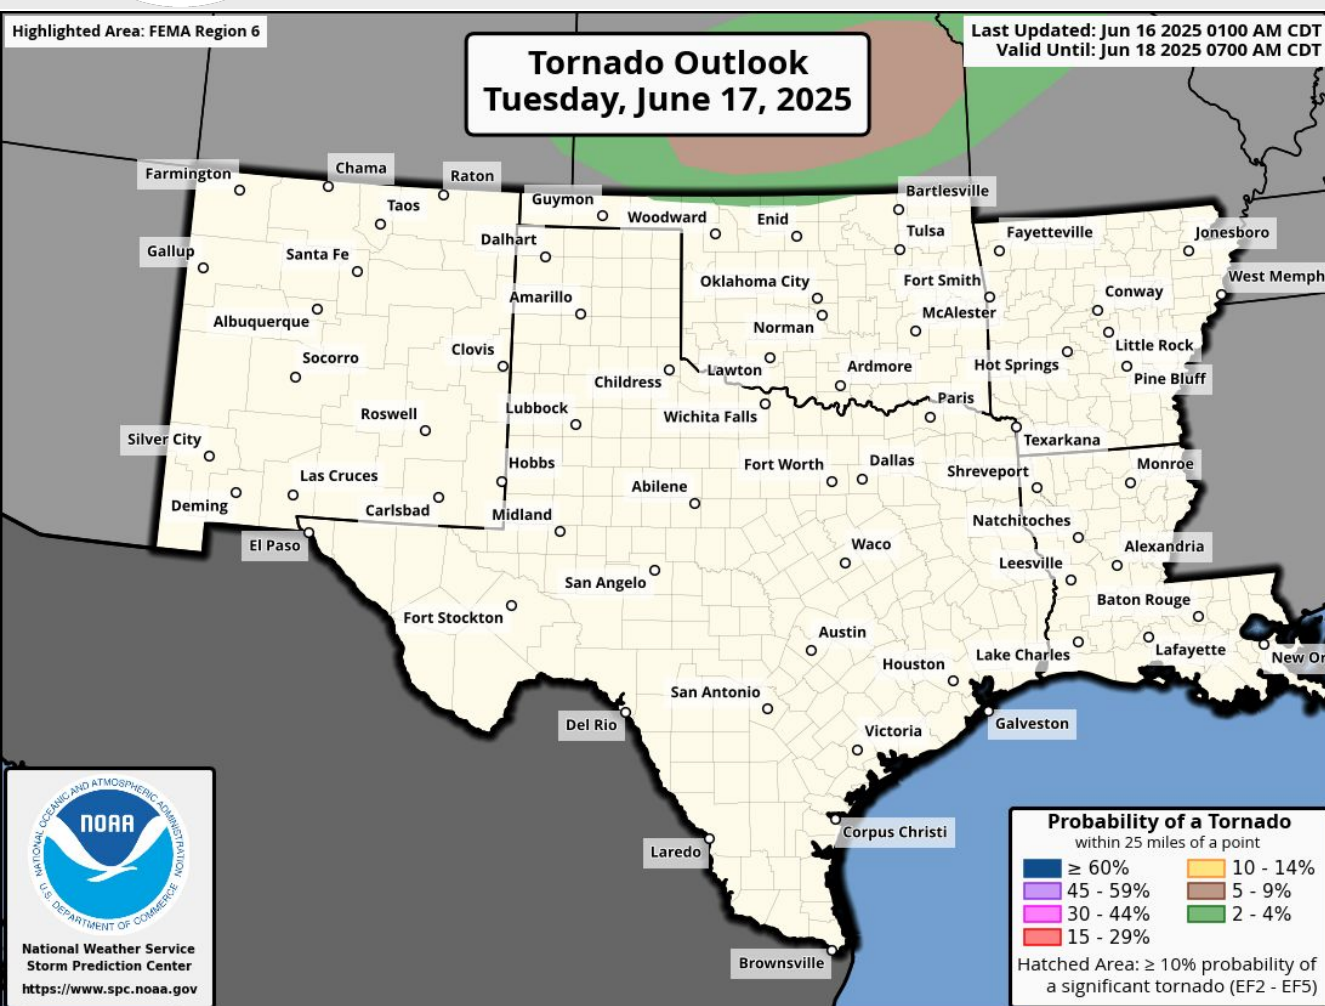 Highlighted Area: FEMA Region 6
Last Updated: Jun 16 2025 0100 AM CDT
Valid Until: Jun 18 2025 0700 AM CDT
Tornado Outlook
Tuesday, June 17, 2025
Farmington
Chama
Raton
Taos
Guymon
Woodward
Enid
Bartlesville
Tulsa
Fayetteville
Jonesboro
Gallup
Santa Fe
Dalhart
Oklahoma City
Fort Smith
West Memph
Conway
Amarillo
Albuquerque
Norman
McAlester
Little Rock
Socorro
Clovis
Childress
Lawton
Ardmore
Hot Springs
Pine Bluff
Roswell
Lubbock
Wichita Falls
Paris
Texarkana
Silver City
Las Cruces
Hobbs
Fort Worth
Dallas
Shreveport
Monroe
Deming
Carlsbad
Midland
Abilene
Natchitoches
El Paso
Waco
Alexandria
San Angelo
Leesville
Fort Stockton
Baton Rouge
Austin
Houston
Lake Charles
Lafayette
New Or
San Antonio
Del Rio
Victoria
Galveston
Corpus Christi
Laredo
Brownsville
NATIONAL OCEANIC AND ATMOSPHERIC ADMINISTRATION
NOAA
U.S. DEPARTMENT OF COMMERCE
National Weather Service
Storm Prediction Center
https://www.spc.noaa.gov
Probability of a Tornado
within 25 miles of a point
≥ 60%
10 - 14%
45 - 59%
5 - 9%
30 - 44%
2 - 4%
15 - 29%
Hatched Area: ≥ 10% probability of
a significant tornado (EF2 - EF5)